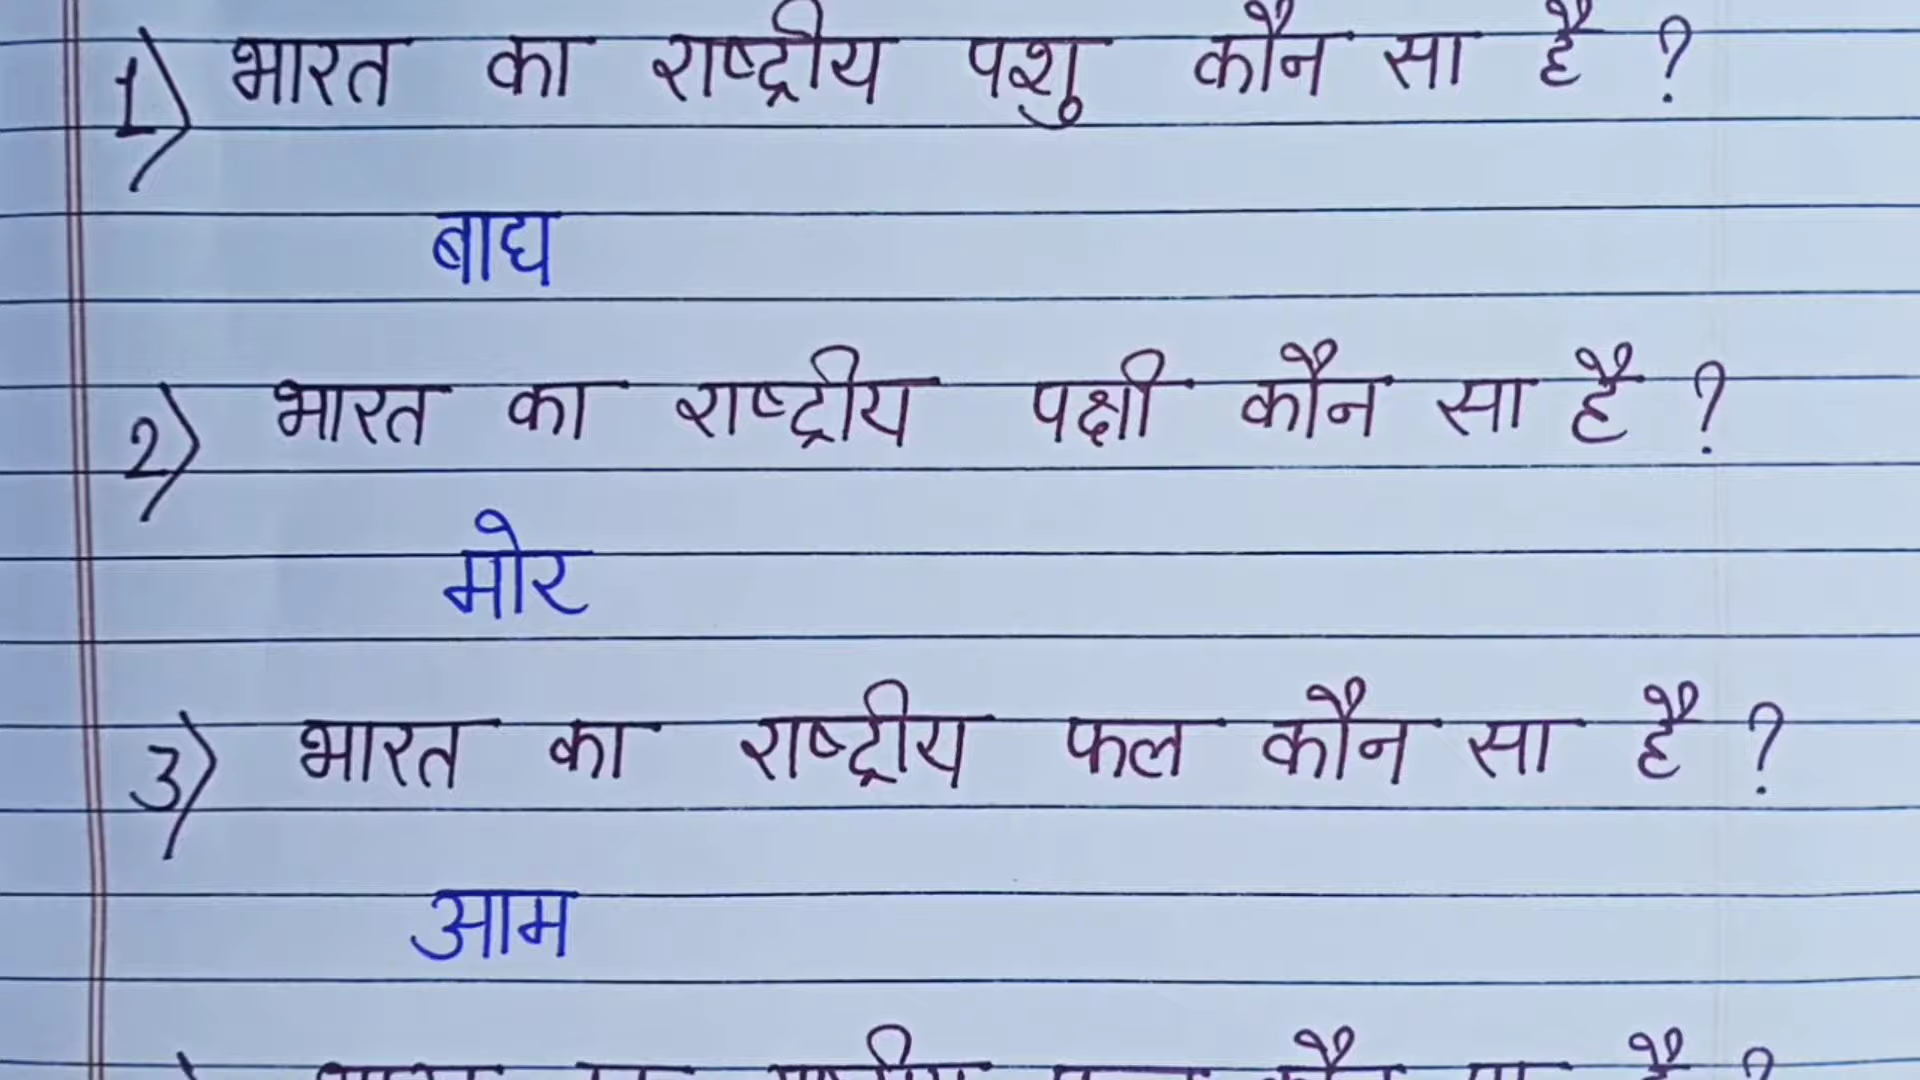 1) भारत का राष्ट्रीय पशु कौन सा है ?
बाघ
2) भारत का राष्ट्रीय पक्षी कौन सा है ?
मोर
3) भारत का राष्ट्रीय फल कौन सा है ?
आम